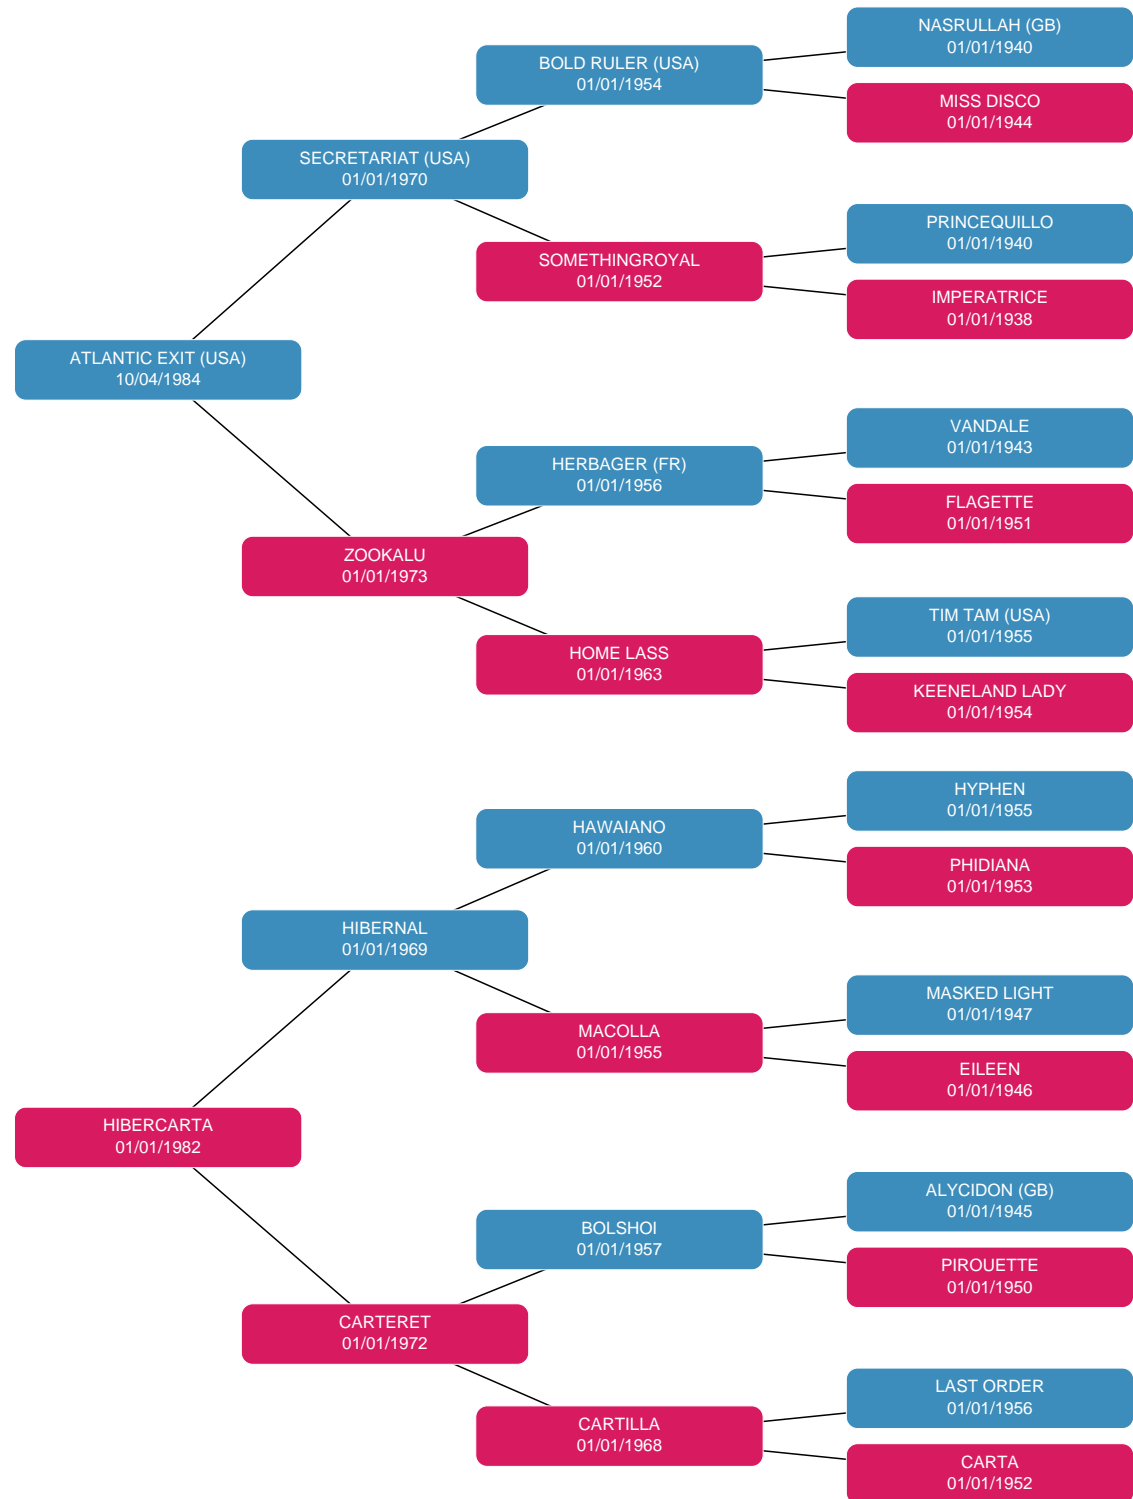 NASRULLAH (GB)
01/01/1940
BOLD RULER (USA)
01/01/1954
MISS DISCO
01/01/1944
SECRETARIAT (USA)
01/01/1970
PRINCEQUILLO
01/01/1940
SOMETHINGROYAL
01/01/1952
IMPERATRICE
01/01/1938
ATLANTIC EXIT (USA)
10/04/1984
VANDALE
01/01/1943
HERBAGER (FR)
01/01/1956
FLAGETTE
01/01/1951
ZOOKALU
01/01/1973
TIM TAM (USA)
01/01/1955
HOME LASS
01/01/1963
KEENELAND LADY
01/01/1954
HYPHEN
01/01/1955
HAWAIANO
01/01/1960
PHIDIANA
01/01/1953
HIBERNAL
01/01/1969
MASKED LIGHT
01/01/1947
MACOLLA
01/01/1955
EILEEN
01/01/1946
HIBERCARTA
01/01/1982
ALYCIDON (GB)
01/01/1945
BOLSHOI
01/01/1957
PIROUETTE
01/01/1950
CARTERET
01/01/1972
LAST ORDER
01/01/1956
CARTILLA
01/01/1968
CARTA
01/01/1952